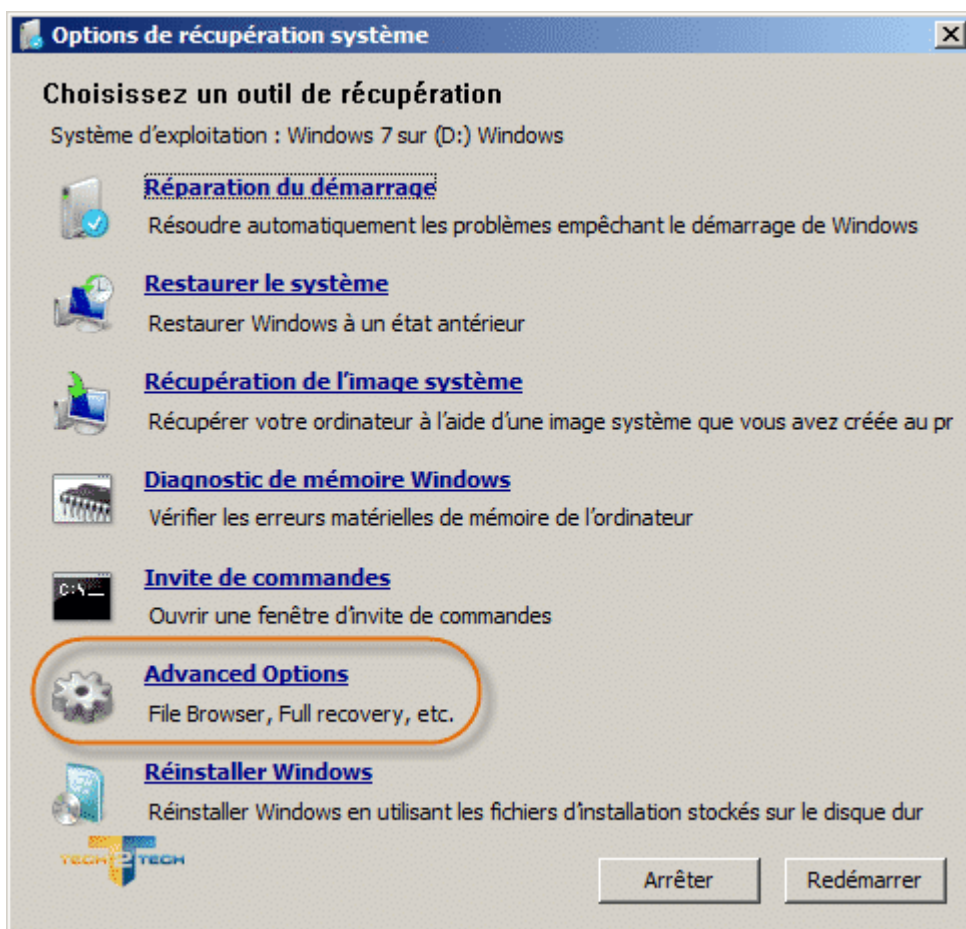 Options de récupération système
Choisissez un outil de récupération
Système d'exploitation : Windows 7 sur (D:) Windows
Réparation du démarrage
Résoudre automatiquement les problèmes empêchant le démarrage de Windows
Restaurer le système
Restaurer Windows à un état antérieur
Récupération de l'image système
Récupérer votre ordinateur à l'aide d'une image système que vous avez créée au pr
Diagnostic de mémoire Windows
Vérifier les erreurs matérielles de mémoire de l'ordinateur
C:\_
Invite de commandes
Ouvrir une fenêtre d'invite de commandes
Advanced Options
File Browser, Full recovery, etc.
Réinstaller Windows
Réinstaller Windows en utilisant les fichiers d'installation stockés sur le disque dur
TECH 2 TECH
Arrêter
Redémarrer